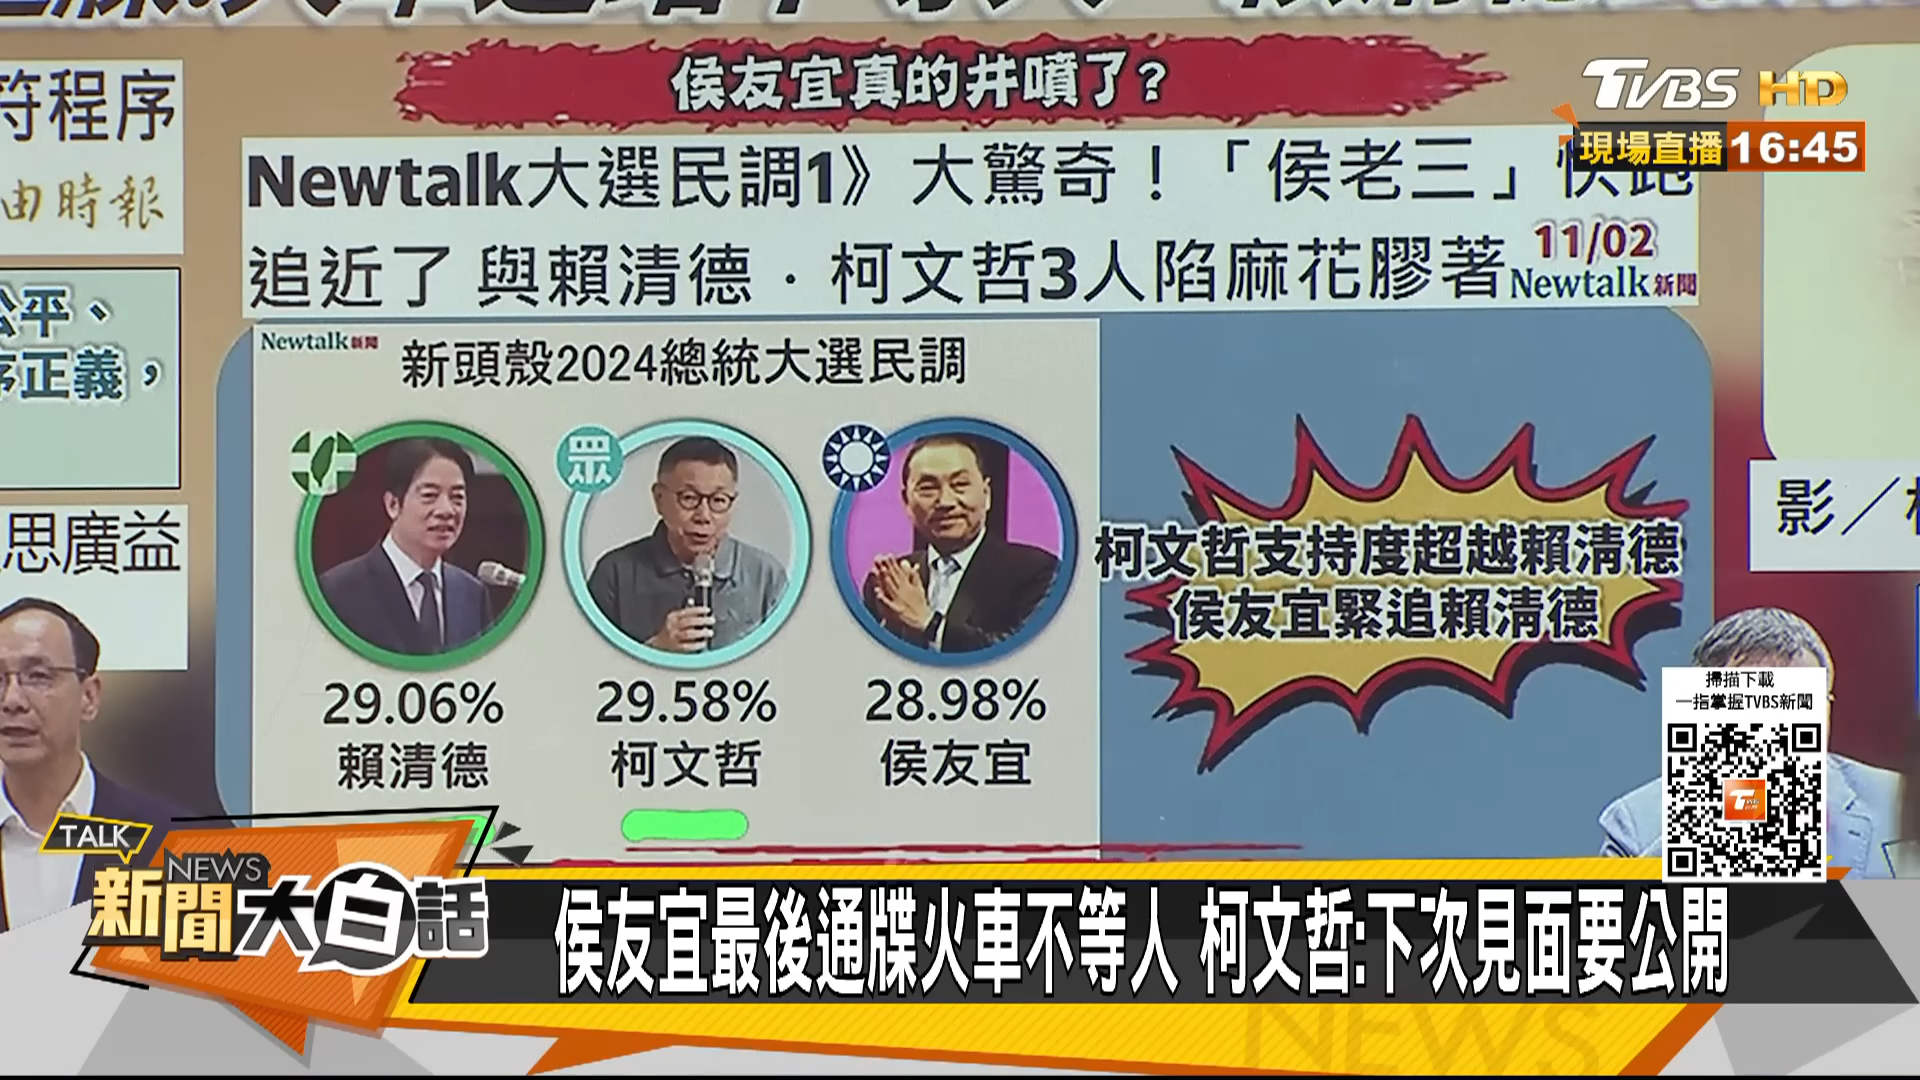 侯友宜真的井噴了?
TVBS HD
現場直播 16:45
符程序
由時報
Newtalk大選民調1》大驚奇！「侯老三」快跑
追近了 與賴清德．柯文哲3人陷麻花膠著
11/02
Newtalk新聞
公平、
序正義，
思廣益
Newtalk新聞
新頭殼2024總統大選民調
眾
29.06%
賴清德
29.58%
柯文哲
28.98%
侯友宜
柯文哲支持度超越賴清德
侯友宜緊追賴清德
影／
掃描下載
一指掌握TVBS新聞
TALK
NEWS
新聞大白話
侯友宜最後通牒火車不等人 柯文哲:下次見面要公開
NEWS